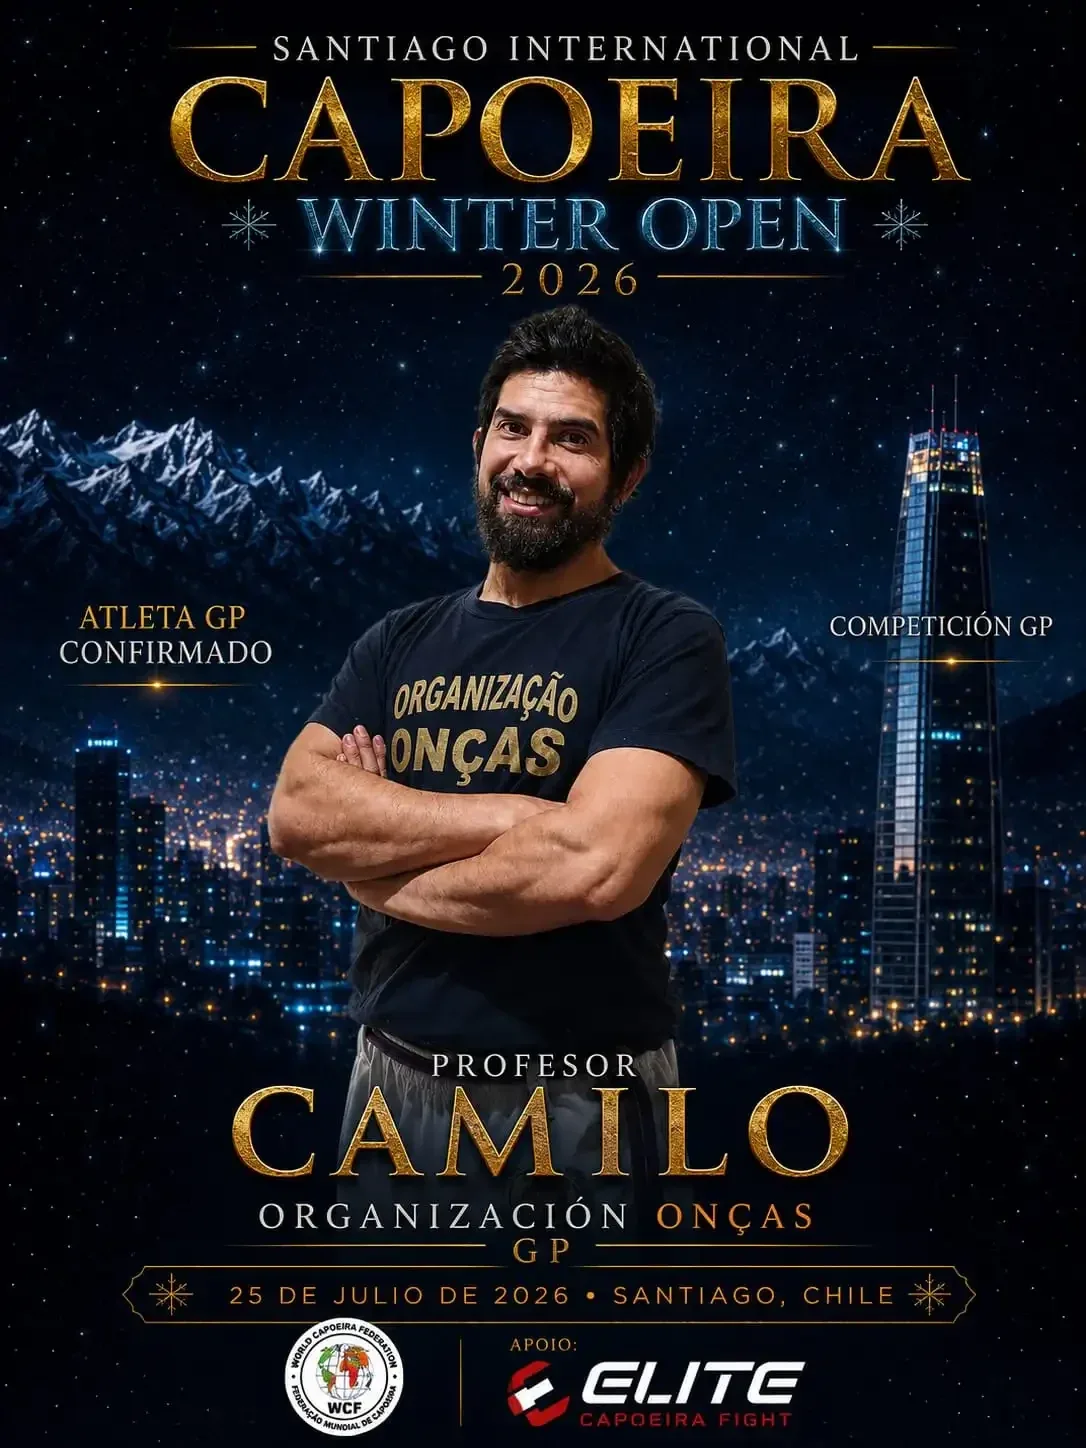 SANTIAGO INTERNATIONAL
CAPOEIRA
WINTER OPEN
2026
ATLETA GP
CONFIRMADO
COMPETICIÓN GP
ORGANIZAÇÃO
ONÇAS
PROFESOR
CAMILO
ORGANIZACIÓN ONÇAS
GP
25 DE JULIO DE 2026 • SANTIAGO, CHILE
WORLD CAPOEIRA FEDERATION
WCF
FEDERAÇÃO MUNDIAL DE CAPOEIRA
APOIO:
ELITE
CAPOEIRA FIGHT